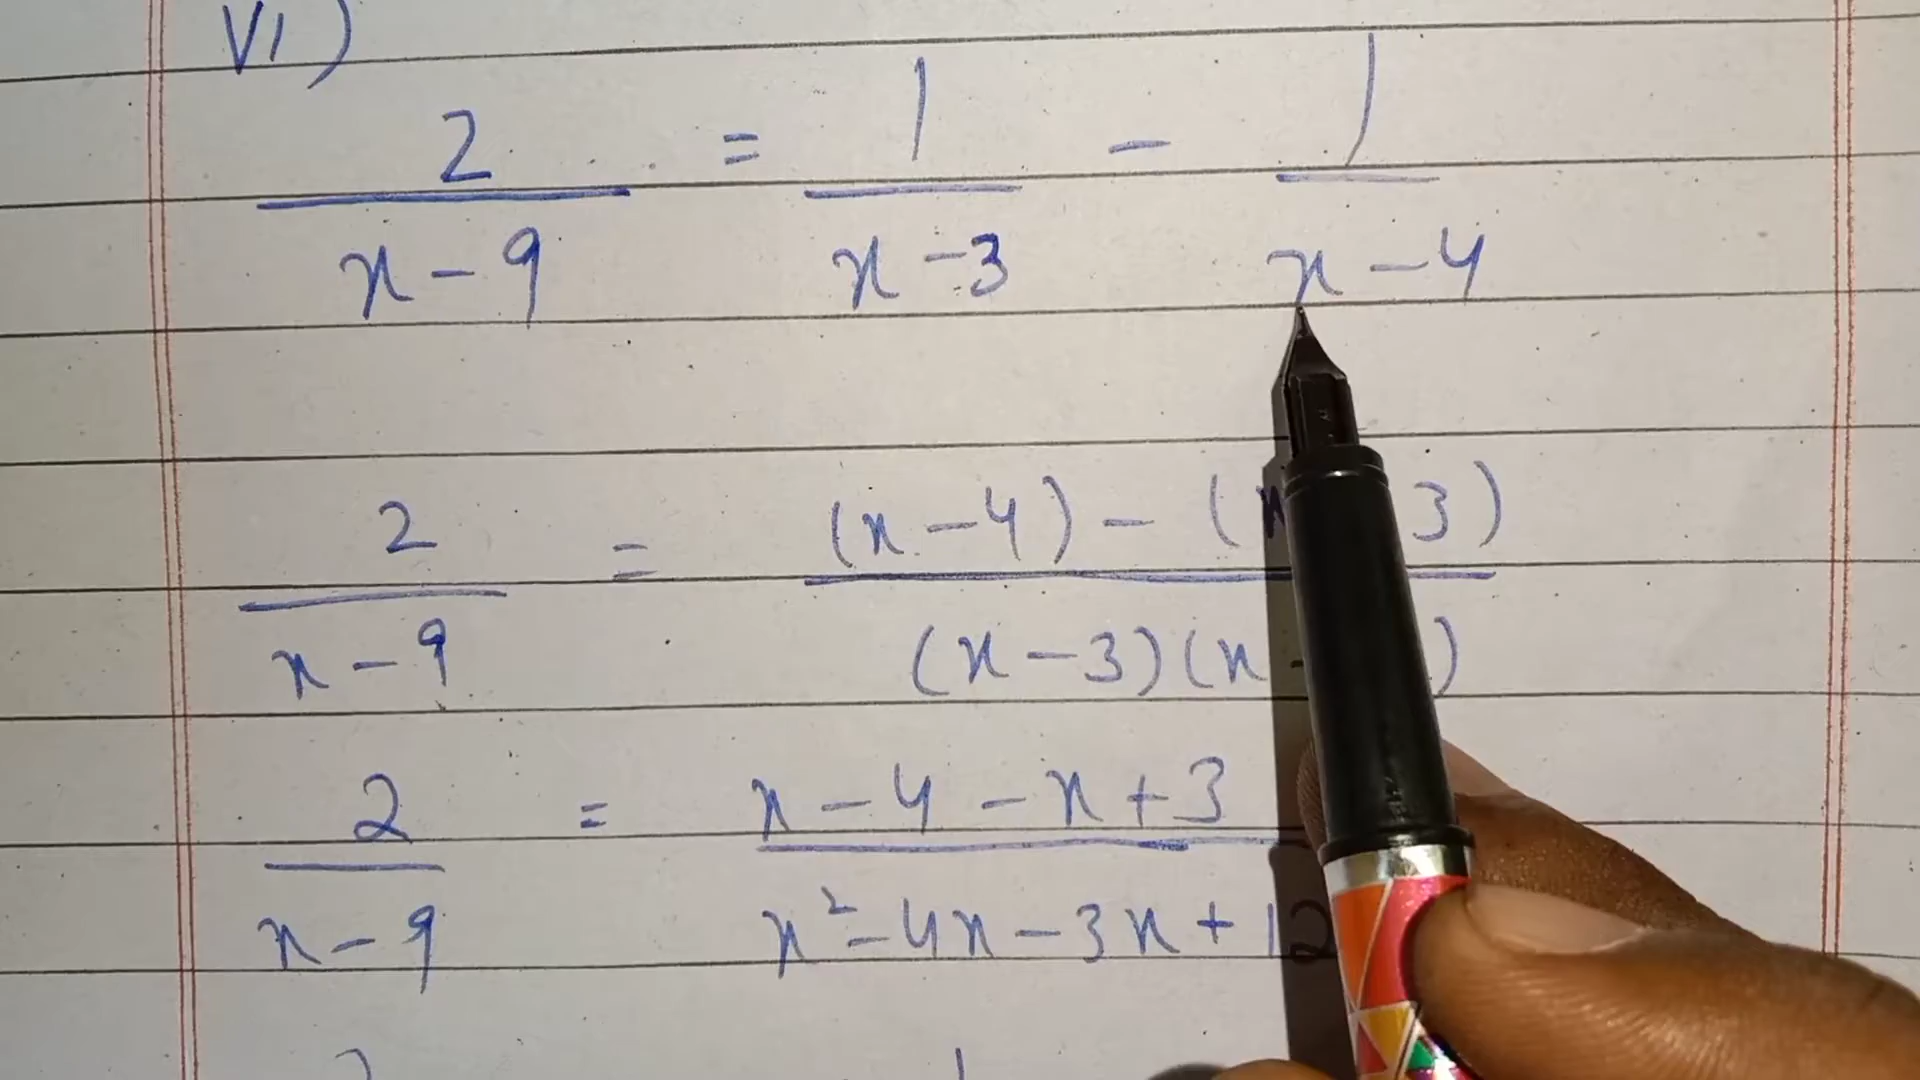 VI)
2/(x-9) = 1/(x-3) - 1/(x-4)
2/(x-9) = ((x-4) - (x 3))/((x-3)(x- ))
2/(x-9) = (x-4-x+3)/(x²-4x-3x+12)